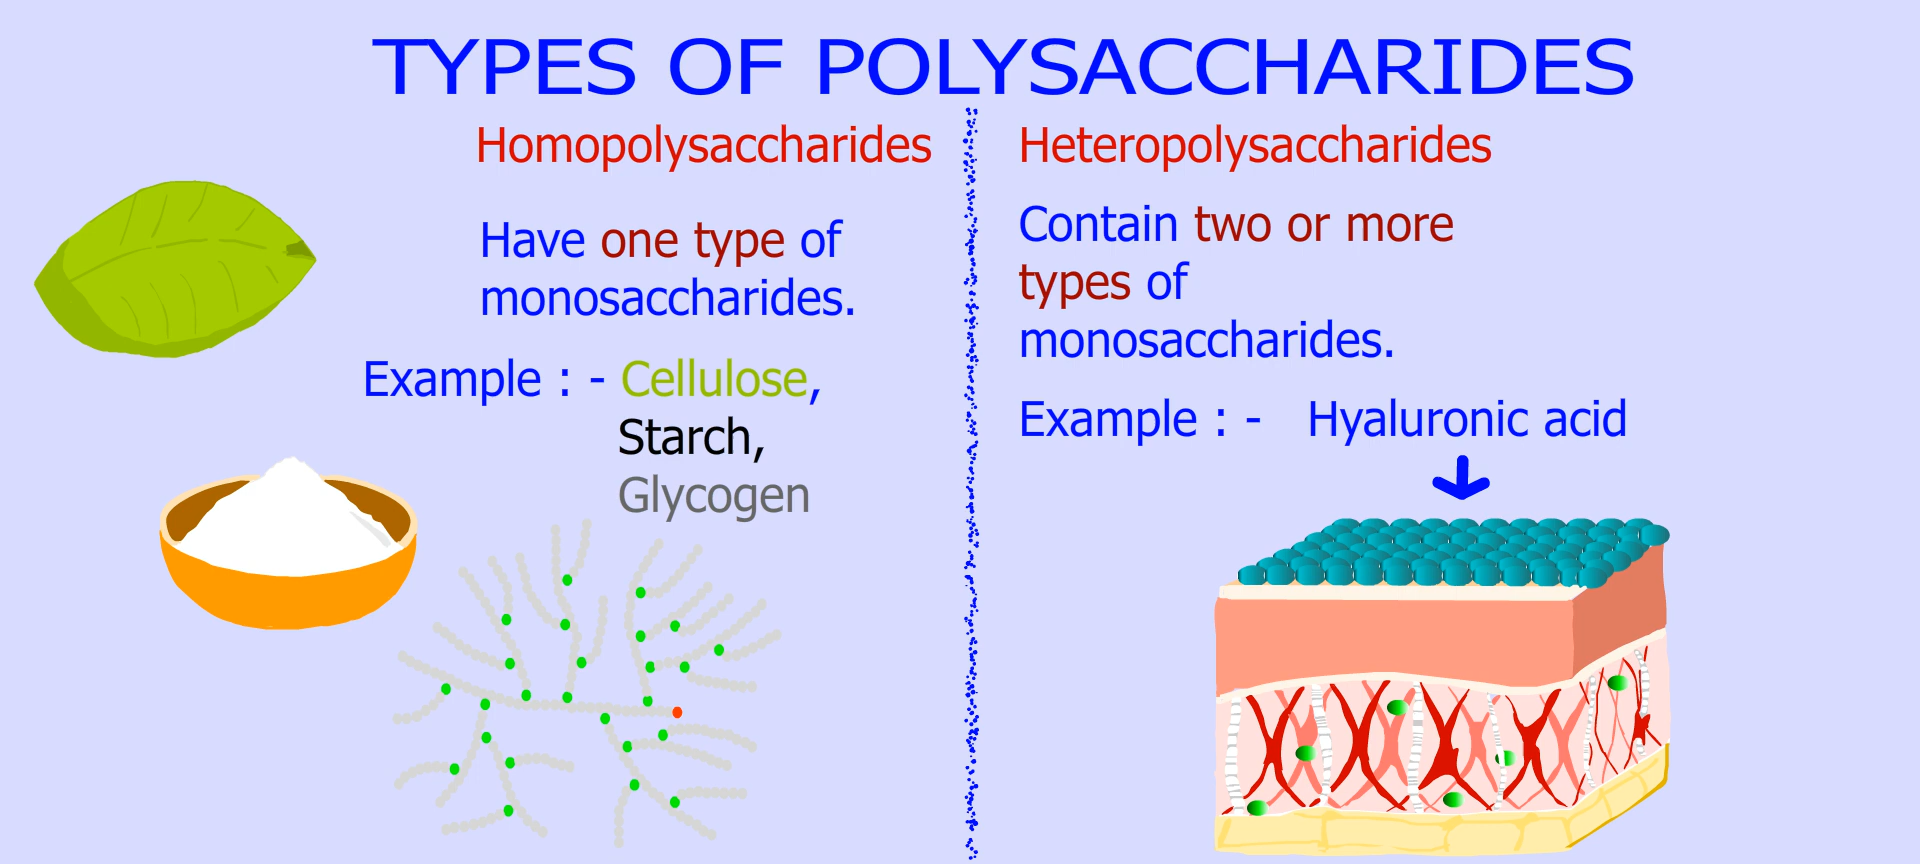 TYPES OF POLYSACCHARIDES
Homopolysaccharides
Have one type of
monosaccharides.
Example : - Cellulose,
Starch,
Glycogen
Heteropolysaccharides
Contain two or more
types of
monosaccharides.
Example : - Hyaluronic acid